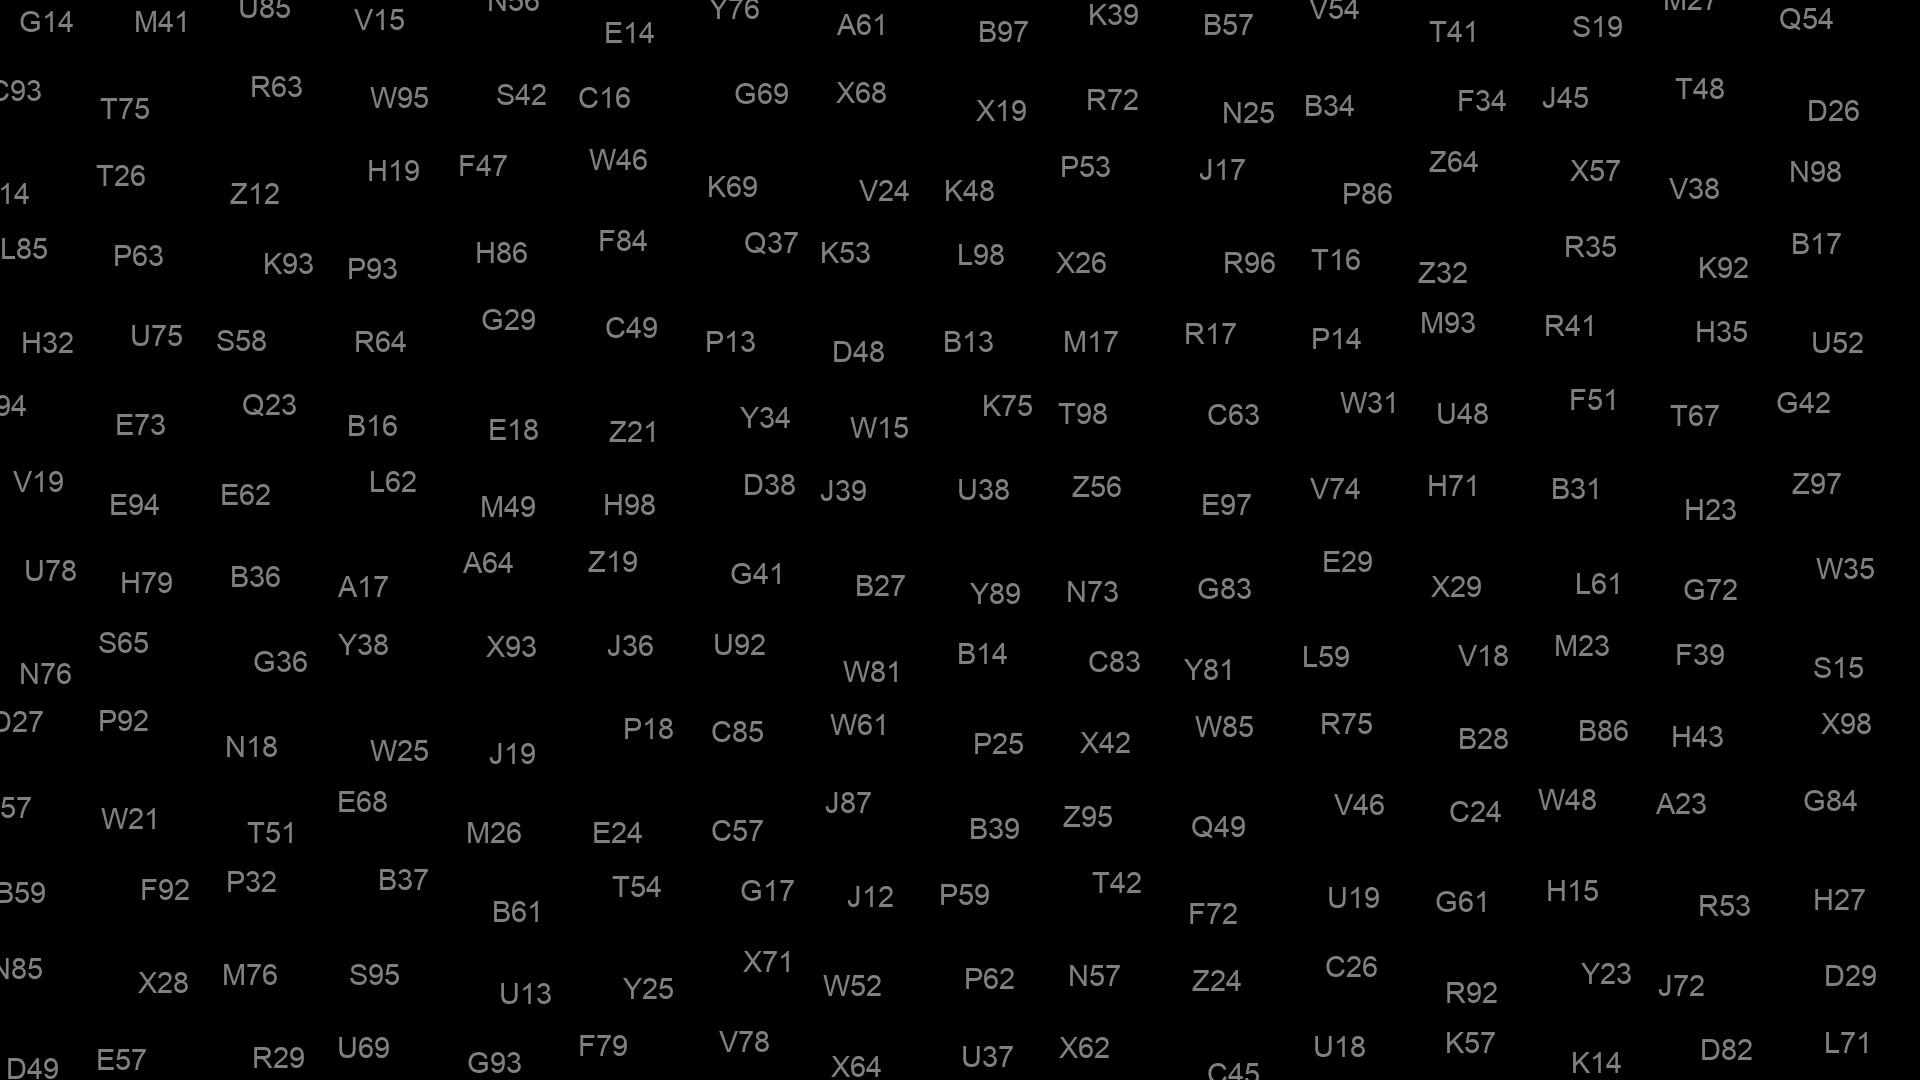 G14 M41 U85 V15 N56 E14 Y76 A61 B97 K39 B57 V54 T41 S19 M27 Q54
C93 T75 R63 W95 S42 C16 G69 X68 X19 R72 N25 B34 F34 J45 T48 D26
14 T26 Z12 H19 F47 W46 K69 V24 K48 P53 J17 P86 Z64 X57 V38 N98
L85 P63 K93 P93 H86 F84 Q37 K53 L98 X26 R96 T16 Z32 R35 K92 B17
H32 U75 S58 R64 G29 C49 P13 D48 B13 M17 R17 P14 M93 R41 H35 U52
94 E73 Q23 B16 E18 Z21 Y34 W15 K75 T98 C63 W31 U48 F51 T67 G42
V19 E94 E62 L62 M49 H98 D38 J39 U38 Z56 E97 V74 H71 B31 H23 Z97
U78 H79 B36 A17 A64 Z19 G41 B27 Y89 N73 G83 E29 X29 L61 G72 W35
N76 S65 G36 Y38 X93 J36 U92 W81 B14 C83 Y81 L59 V18 M23 F39 S15
D27 P92 N18 W25 J19 P18 C85 W61 P25 X42 W85 R75 B28 B86 H43 X98
57 W21 T51 E68 M26 E24 C57 J87 B39 Z95 Q49 V46 C24 W48 A23 G84
B59 F92 P32 B37 B61 T54 G17 J12 P59 T42 F72 U19 G61 H15 R53 H27
N85 X28 M76 S95 U13 Y25 X71 W52 P62 N57 Z24 C26 R92 Y23 J72 D29
D49 E57 R29 U69 G93 F79 V78 X64 U37 X62 C45 U18 K57 K14 D82 L71